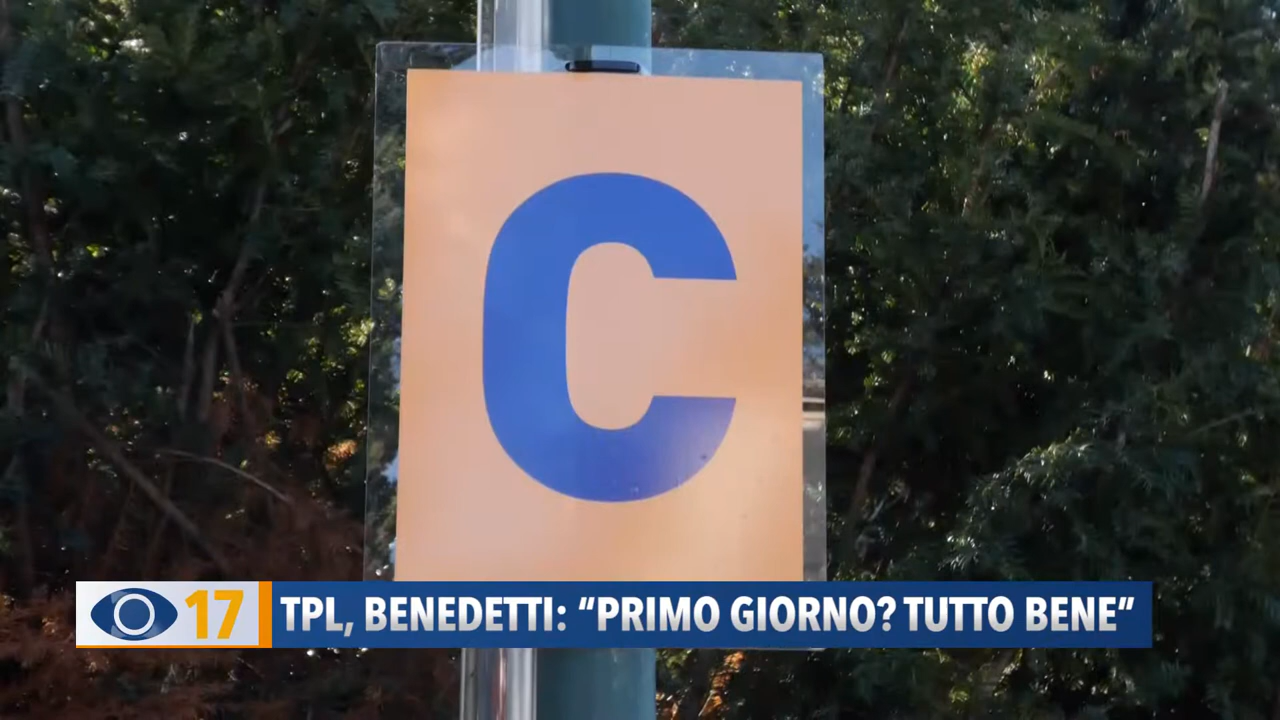 C
17 TPL, BENEDETTI: “PRIMO GIORNO? TUTTO BENE”